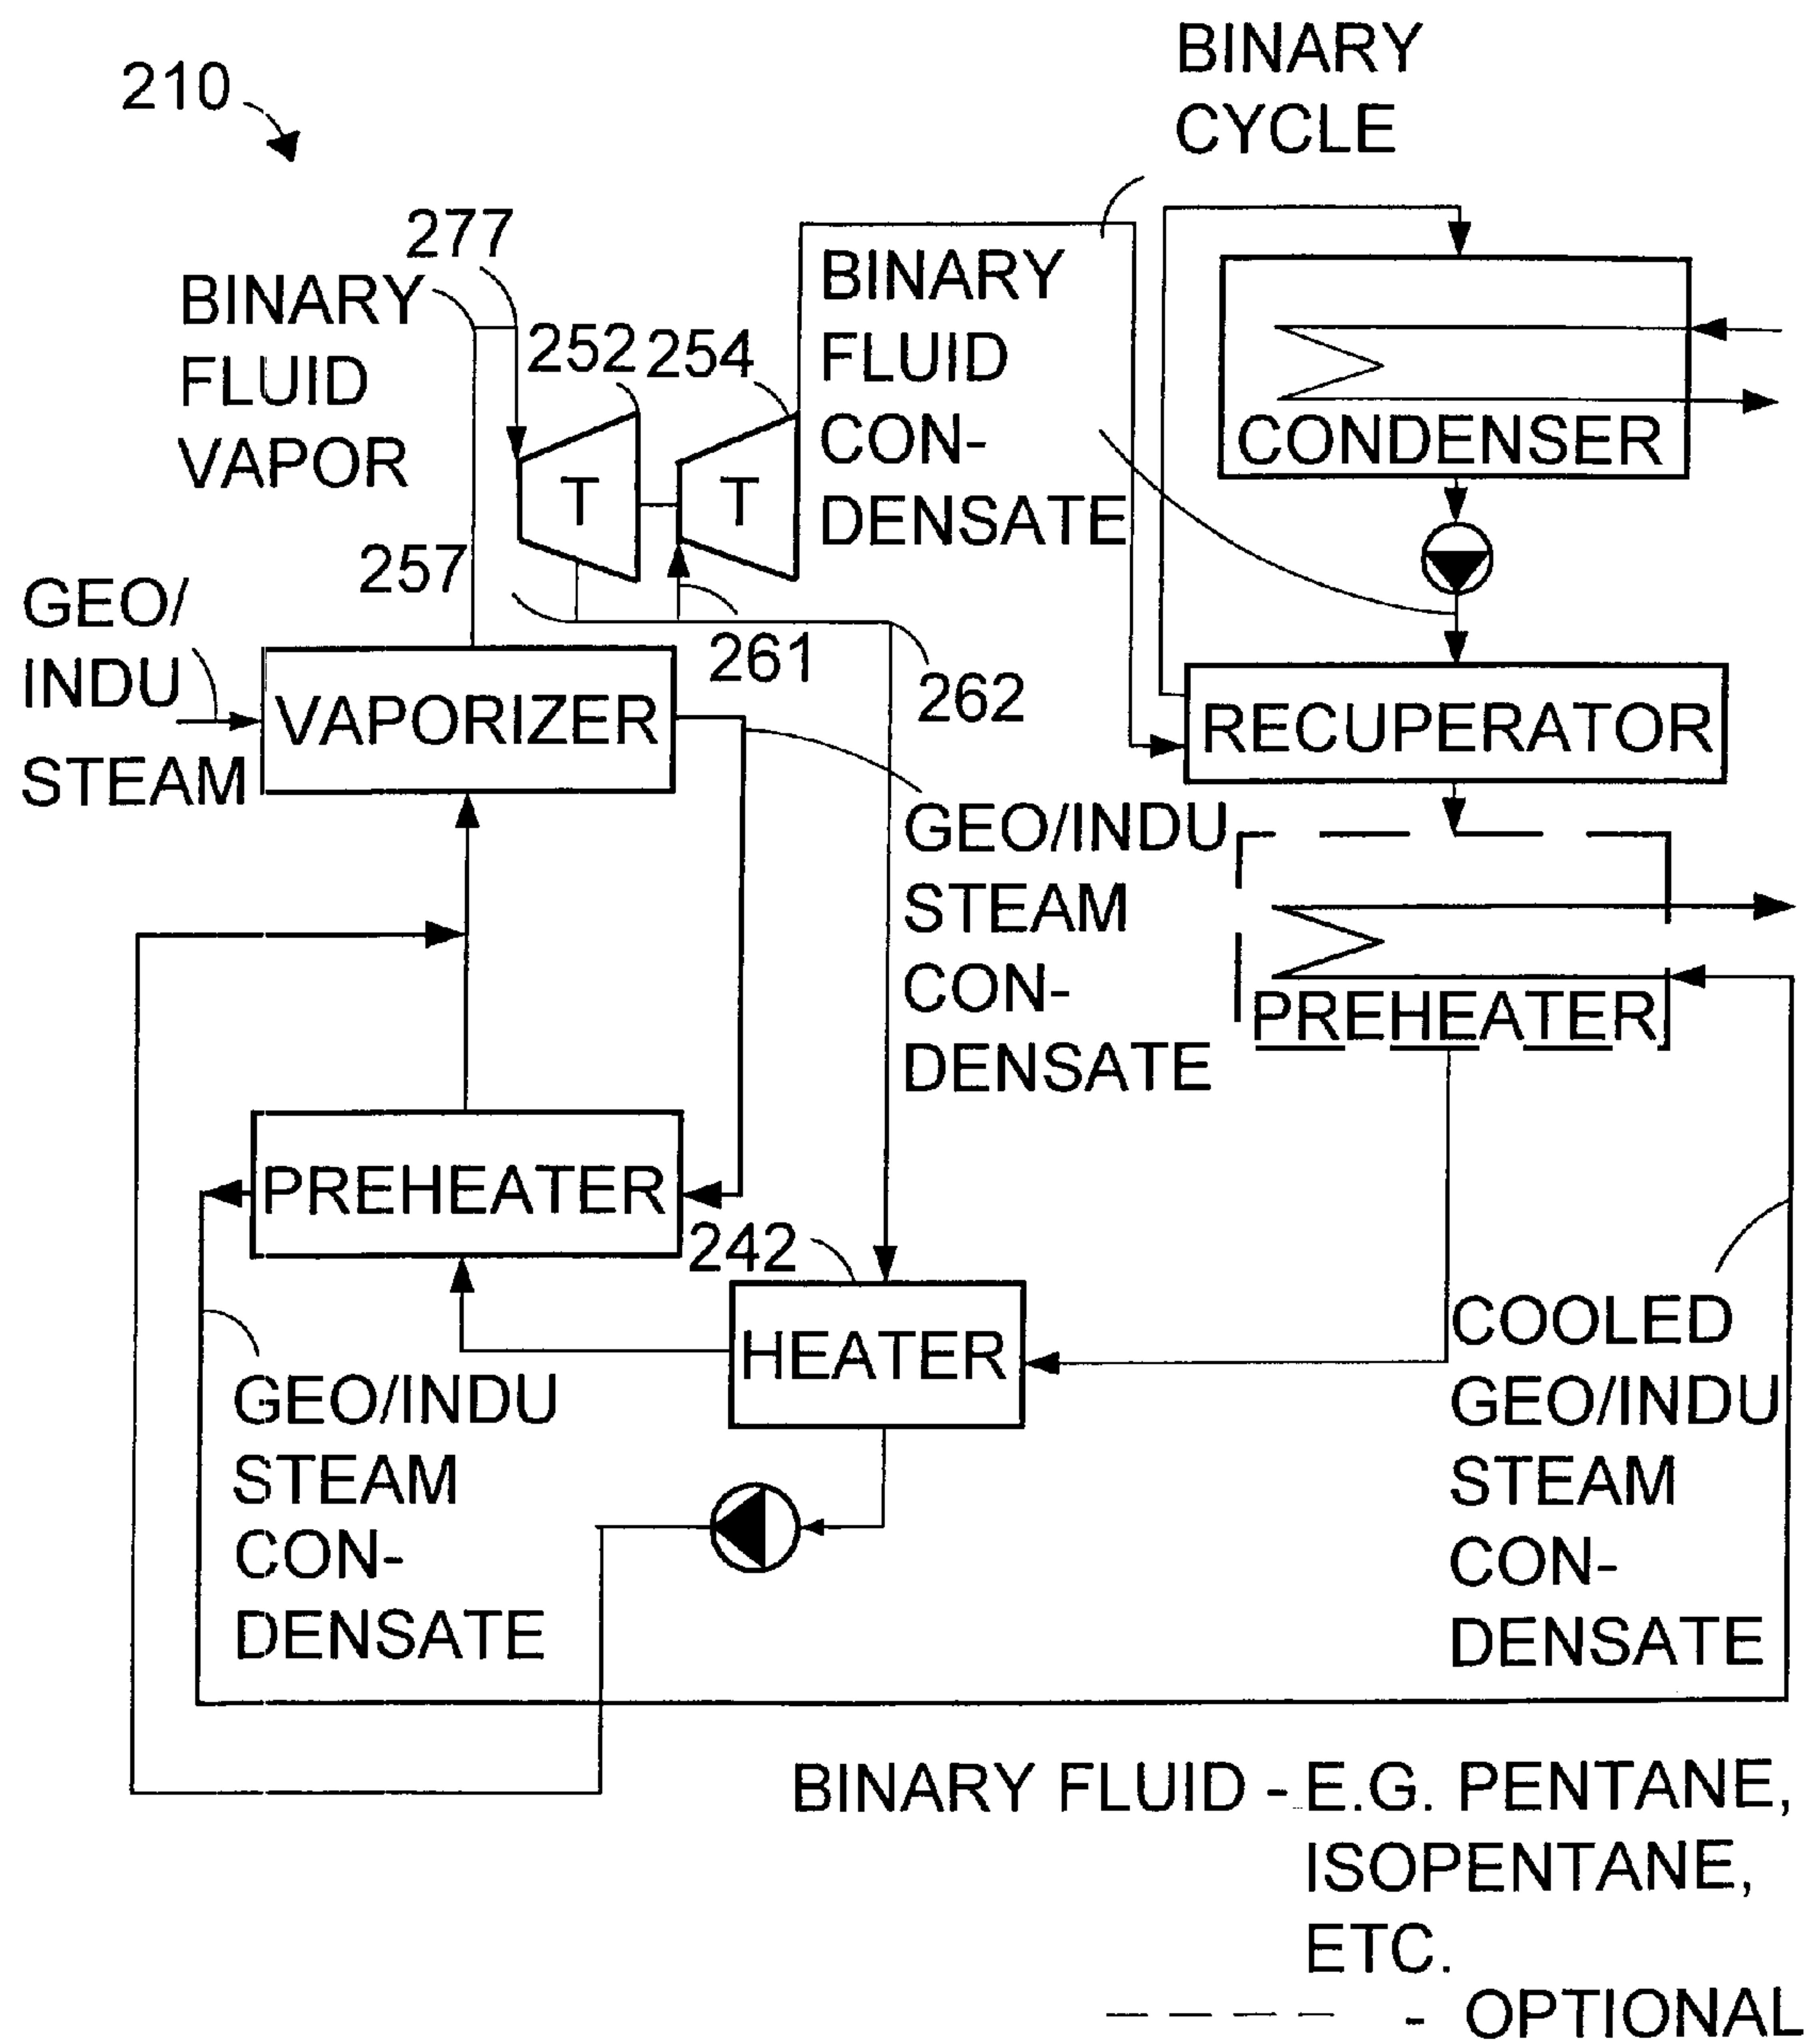 210
BINARY
CYCLE
277
BINARY
FLUID
VAPOR
252
254
BINARY
FLUID
CON-
DENSATE
CONDENSER
T
T
257
261
262
GEO/
INDU
STEAM
VAPORIZER
RECUPERATOR
GEO/INDU
STEAM
CON-
DENSATE
PREHEATER
PREHEATER
242
HEATER
GEO/INDU
STEAM
CON-
DENSATE
COOLED
GEO/INDU
STEAM
CON-
DENSATE
BINARY FLUID - E.G. PENTANE,
ISOPENTANE,
ETC.
- OPTIONAL